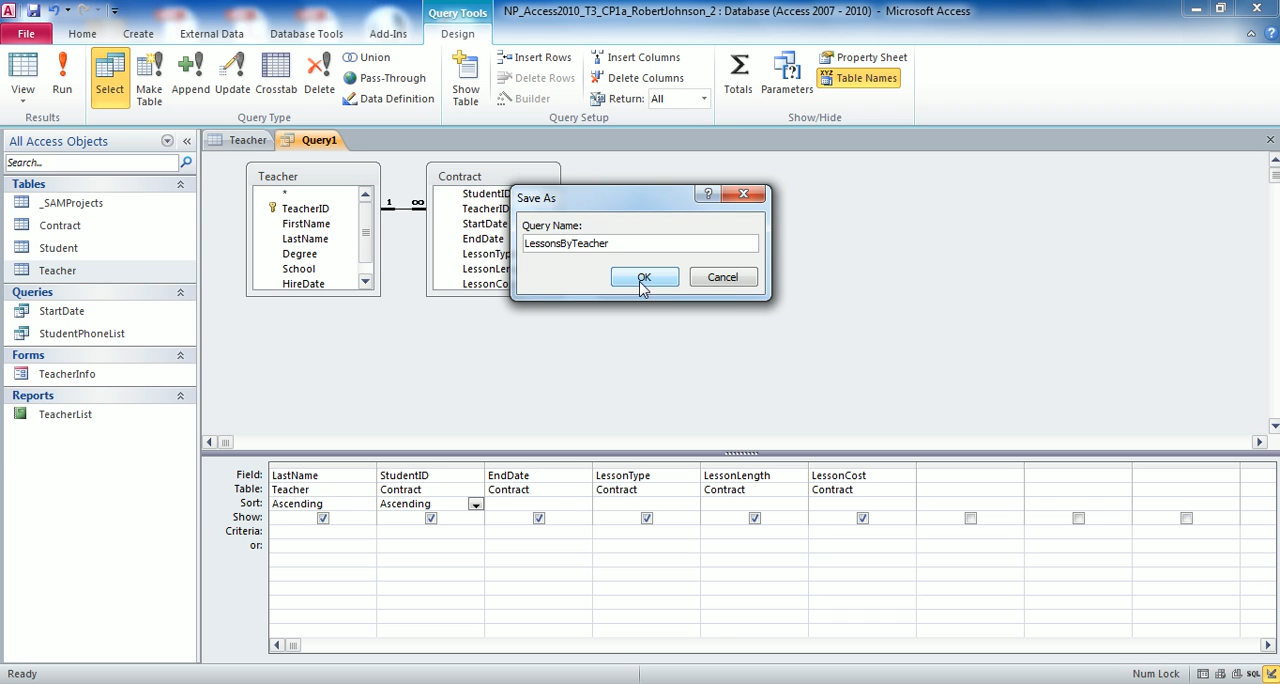 Query Tools
NP_Access2010_T3_CP1a_RobertJohnson_2 : Database (Access 2007 - 2010) - Microsoft Access
File Home Create External Data Database Tools Add-Ins Design
View Run Select Make Table Append Update Crosstab Delete
Union
Pass-Through
Data Definition
Show Table
Insert Rows
Delete Rows
Builder
Insert Columns
Delete Columns
Return: All
Totals Parameters
Property Sheet
Table Names
Results Query Type Query Setup Show/Hide
All Access Objects
Search...
Tables
_SAMProjects
Contract
Student
Teacher
Queries
StartDate
StudentPhoneList
Forms
TeacherInfo
Reports
TeacherList
Teacher Query1
Teacher
*
TeacherID
FirstName
LastName
Degree
School
HireDate
1 ∞
Contract
StudentID
TeacherID
StartDate
EndDate
LessonTyp
LessonLer
LessonCo
Save As
Query Name:
LessonsByTeacher
OK Cancel
Field: LastName StudentID EndDate LessonType LessonLength LessonCost
Table: Teacher Contract Contract Contract Contract Contract
Sort: Ascending Ascending
Show:
Criteria:
or:
Ready Num Lock SQL